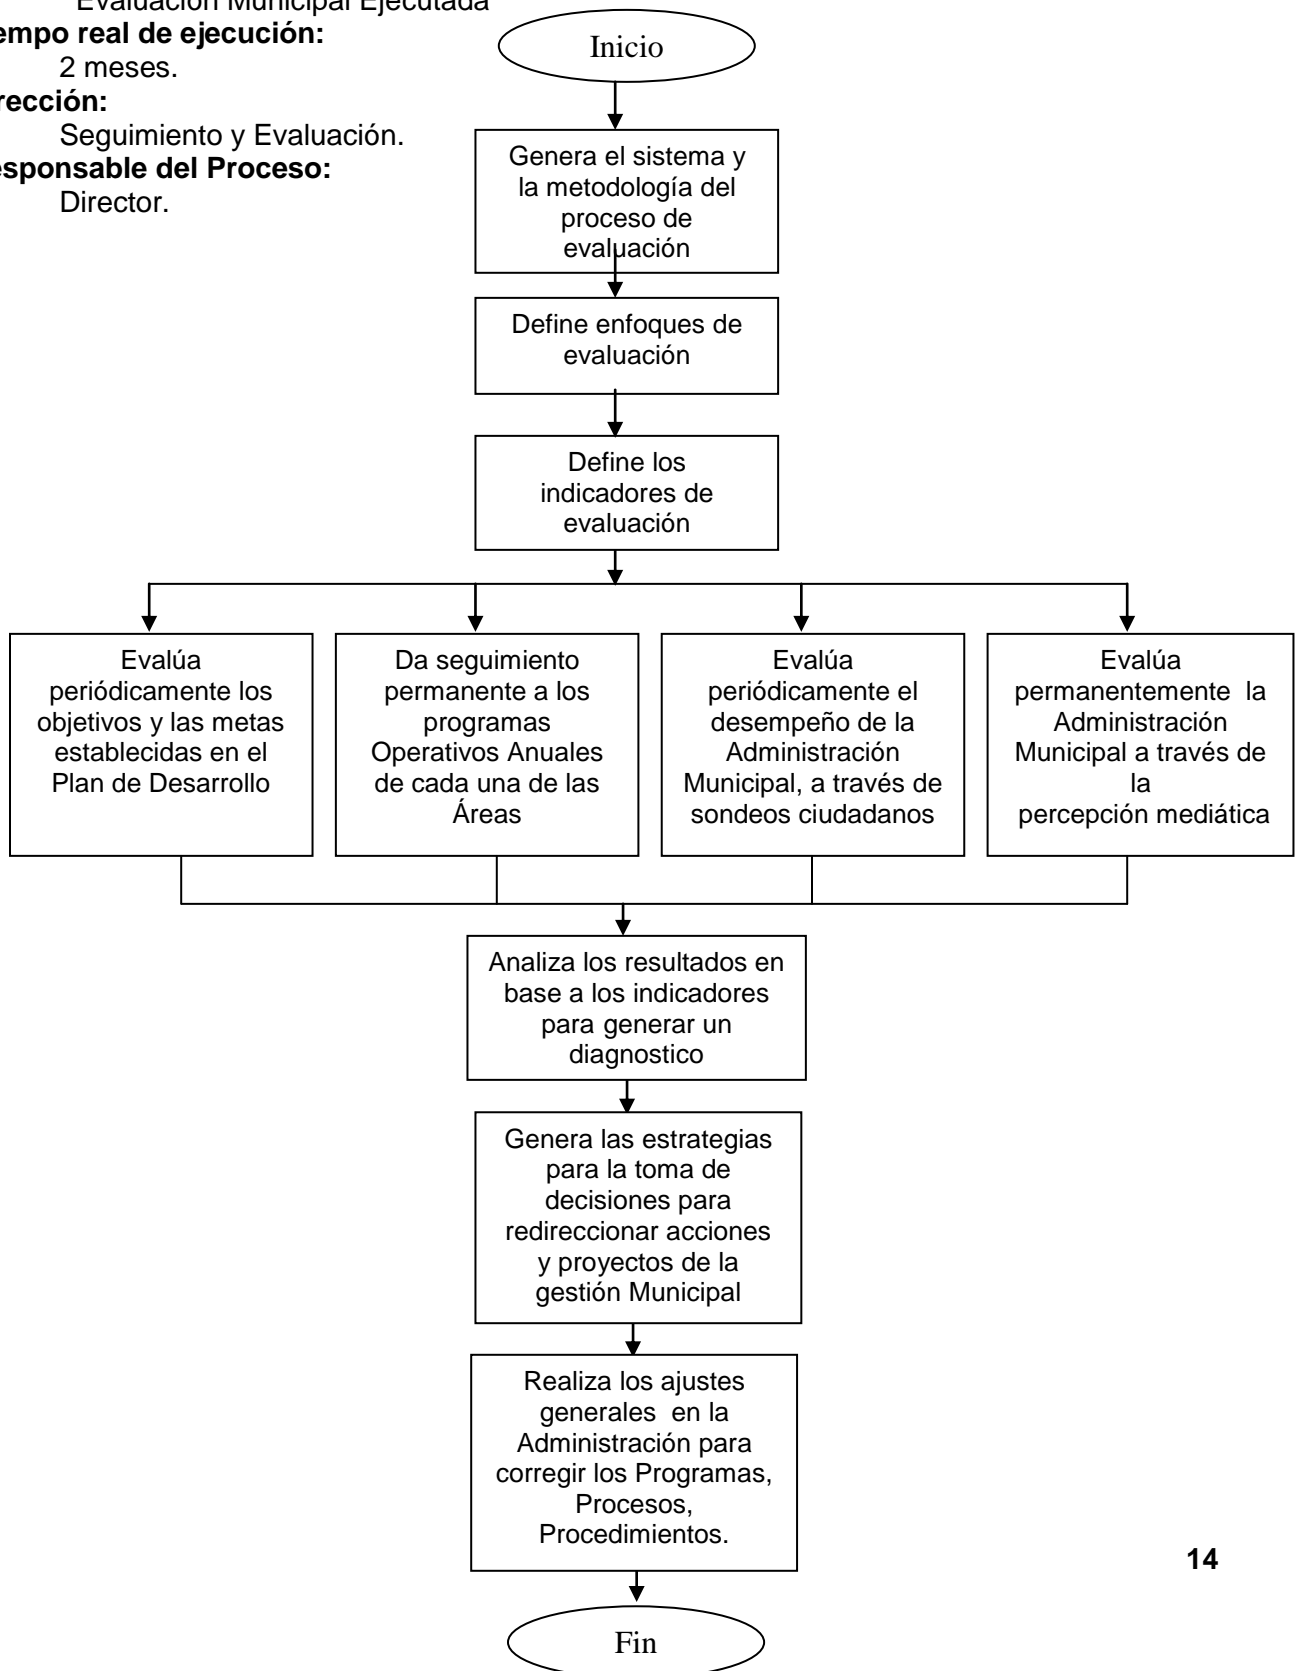 Evaluación Municipal Ejecutada
empo real de ejecución:
2 meses.
rección:
Seguimiento y Evaluación.
esponsable del Proceso:
Director.
Inicio
Genera el sistema y
la metodología del
proceso de
evaluación
Define enfoques de
evaluación
Define los
indicadores de
evaluación
Evalúa
periódicamente los
objetivos y las metas
establecidas en el
Plan de Desarrollo
Da seguimiento
permanente a los
programas
Operativos Anuales
de cada una de las
Áreas
Evalúa
periódicamente el
desempeño de la
Administración
Municipal, a través de
sondeos ciudadanos
Evalúa
permanentemente  la
Administración
Municipal a través de
la
percepción mediática
Analiza los resultados en
base a los indicadores
para generar un
diagnostico
Genera las estrategias
para la toma de
decisiones para
redireccionar acciones
y proyectos de la
gestión Municipal
Realiza los ajustes
generales  en la
Administración para
corregir los Programas,
Procesos,
Procedimientos.
14
Fin